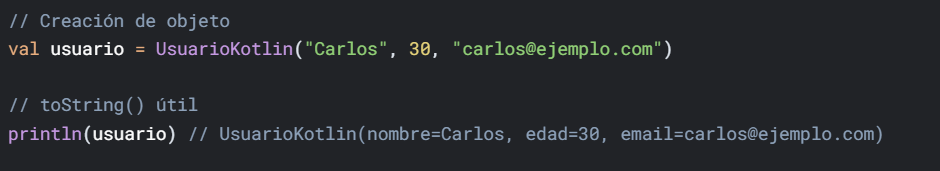 // Creación de objeto
val usuario = UsuarioKotlin("Carlos", 30, "carlos@ejemplo.com")
// toString() útil
println(usuario) // UsuarioKotlin(nombre=Carlos, edad=30, email=carlos@ejemplo.com)